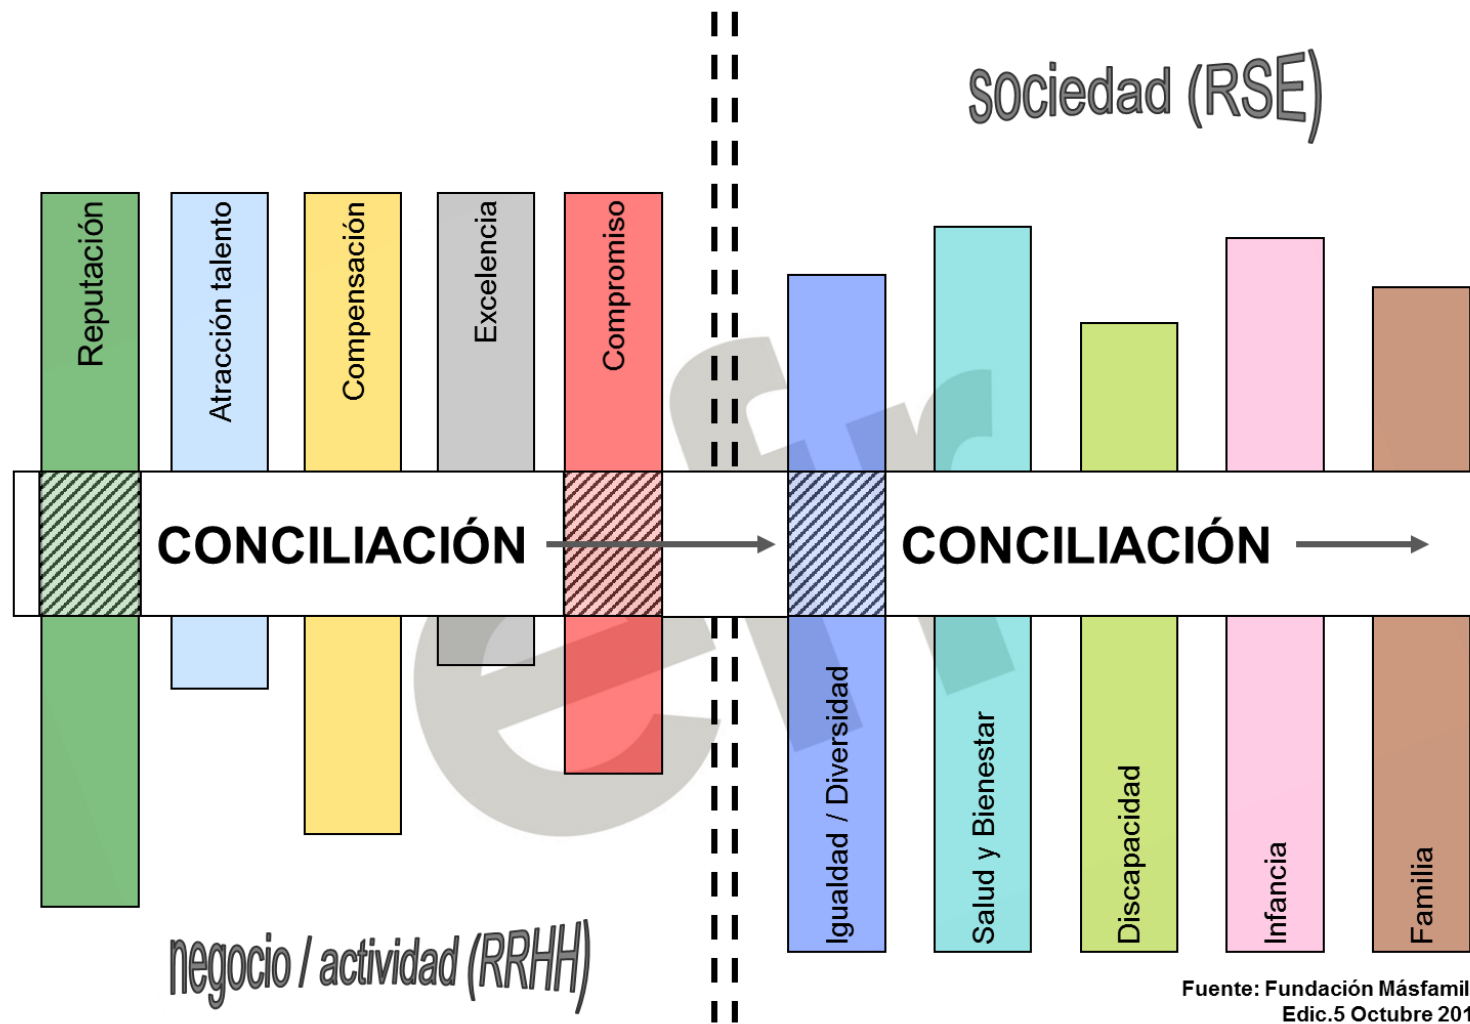 sociedad (RSE)
Reputación
Atracción talento
Compensación
Excelencia
Compromiso
CONCILIACIÓN
CONCILIACIÓN
efr
Igualdad / Diversidad
Salud y Bienestar
Discapacidad
Infancia
Familia
negocio / actividad (RRHH)
Fuente: Fundación Másfamil
Edic.5 Octubre 201